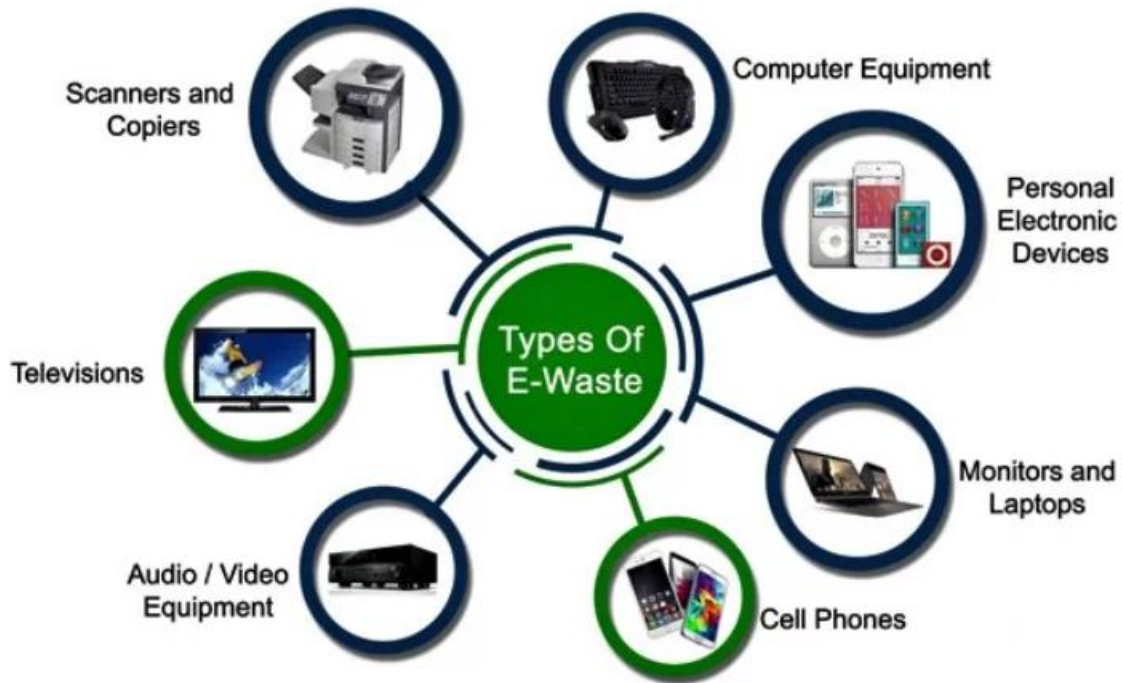 Types Of
E-Waste
Scanners and
Copiers
Computer Equipment
Personal
Electronic
Devices
Monitors and
Laptops
Cell Phones
Audio / Video
Equipment
Televisions